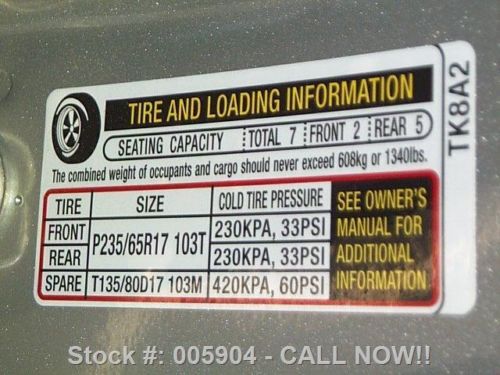 TIRE AND LOADING INFORMATION
SEATING CAPACITY TOTAL 7 FRONT 2 REAR 5
The combined weight of occupants and cargo should never exceed 608kg or 1340lbs.
TIRE SIZE COLD TIRE PRESSURE SEE OWNER'S
FRONT P235/65R17 103T 230KPA, 33PSI MANUAL FOR
REAR 230KPA, 33PSI ADDITIONAL
SPARE T135/80D17 103M 420KPA, 60PSI INFORMATION
TK8A2
Stock #: 005904 - CALL NOW!!